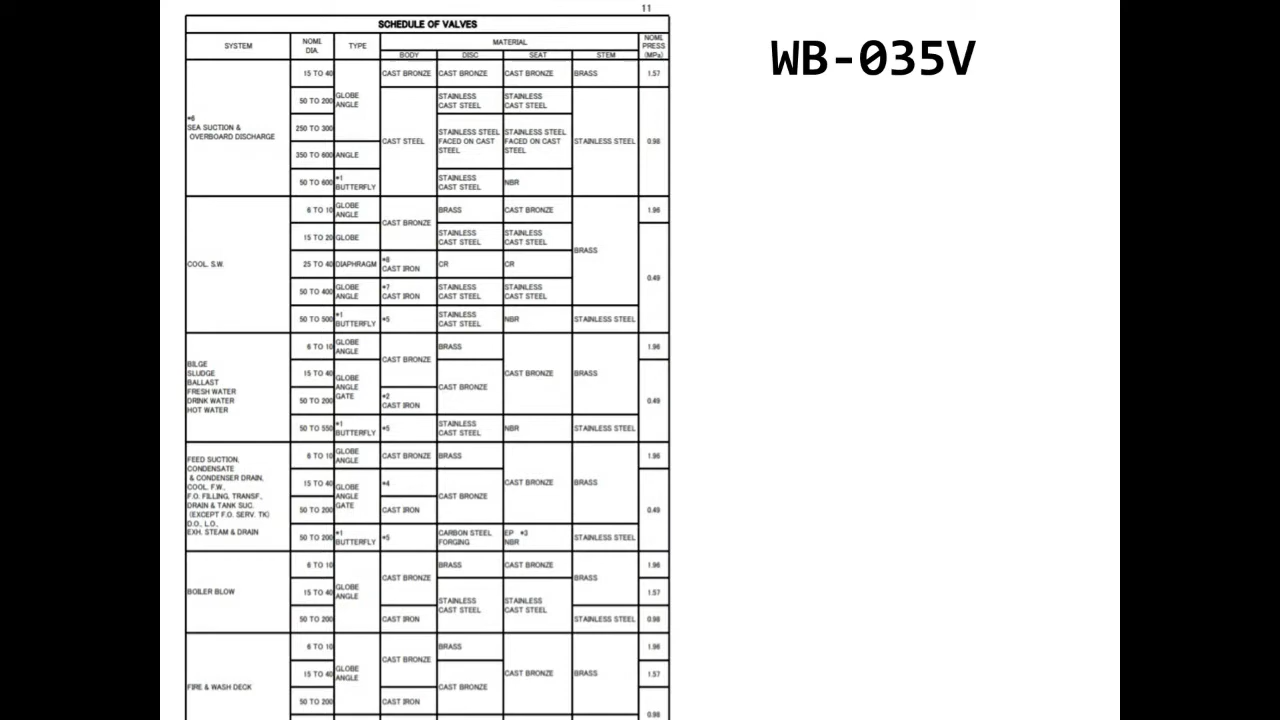 11
WB-035V
SCHEDULE OF VALVES
SYSTEM NOMI. DIA. TYPE MATERIAL NOMI. PRESS (MPa)
BODY DISC SEAT STEM
*6
SEA SUCTION &
OVERBOARD DISCHARGE
15 TO 40 GLOBE ANGLE CAST BRONZE CAST BRONZE CAST BRONZE BRASS 1.57
50 TO 200 CAST STEEL STAINLESS CAST STEEL STAINLESS CAST STEEL STAINLESS STEEL 0.98
250 TO 300 STAINLESS STEEL FACED ON CAST STEEL STAINLESS STEEL FACED ON CAST STEEL
350 TO 600 ANGLE
50 TO 600 *1 BUTTERFLY STAINLESS CAST STEEL NBR
COOL. S.W.
6 TO 10 GLOBE ANGLE CAST BRONZE BRASS CAST BRONZE BRASS 1.96
15 TO 20 GLOBE STAINLESS CAST STEEL STAINLESS CAST STEEL 0.49
25 TO 40 DIAPHRAGM *8 CAST IRON CR CR
50 TO 400 GLOBE ANGLE *7 CAST IRON STAINLESS CAST STEEL STAINLESS CAST STEEL
50 TO 500 *1 BUTTERFLY *5 STAINLESS CAST STEEL NBR STAINLESS STEEL
BILGE
SLUDGE
BALLAST
FRESH WATER
DRINK WATER
HOT WATER
6 TO 10 GLOBE ANGLE CAST BRONZE BRASS CAST BRONZE BRASS 1.96
15 TO 40 GLOBE ANGLE GATE CAST BRONZE 0.49
50 TO 200 *2 CAST IRON
50 TO 550 *1 BUTTERFLY *5 STAINLESS CAST STEEL NBR STAINLESS STEEL
FEED SUCTION,
CONDENSATE
& CONDENSER DRAIN,
COOL. F.W.,
F.O. FILLING, TRANSF.,
DRAIN & TANK SUC.
(EXCEPT F.O. SERV. TK)
D.O., L.O.,
EXH. STEAM & DRAIN
6 TO 10 GLOBE ANGLE CAST BRONZE BRASS CAST BRONZE BRASS 1.96
15 TO 40 GLOBE ANGLE GATE *4 CAST BRONZE 0.49
50 TO 200 CAST IRON
50 TO 200 *1 BUTTERFLY *5 CARBON STEEL FORGING EP *3 NBR STAINLESS STEEL
BOILER BLOW
6 TO 10 GLOBE ANGLE CAST BRONZE BRASS CAST BRONZE BRASS 1.96
15 TO 40 STAINLESS CAST STEEL STAINLESS CAST STEEL 1.57
50 TO 200 CAST IRON STAINLESS STEEL 0.98
FIRE & WASH DECK
6 TO 10 GLOBE ANGLE CAST BRONZE BRASS CAST BRONZE BRASS 1.96
15 TO 40 CAST BRONZE 1.57
50 TO 200 CAST IRON 0.98